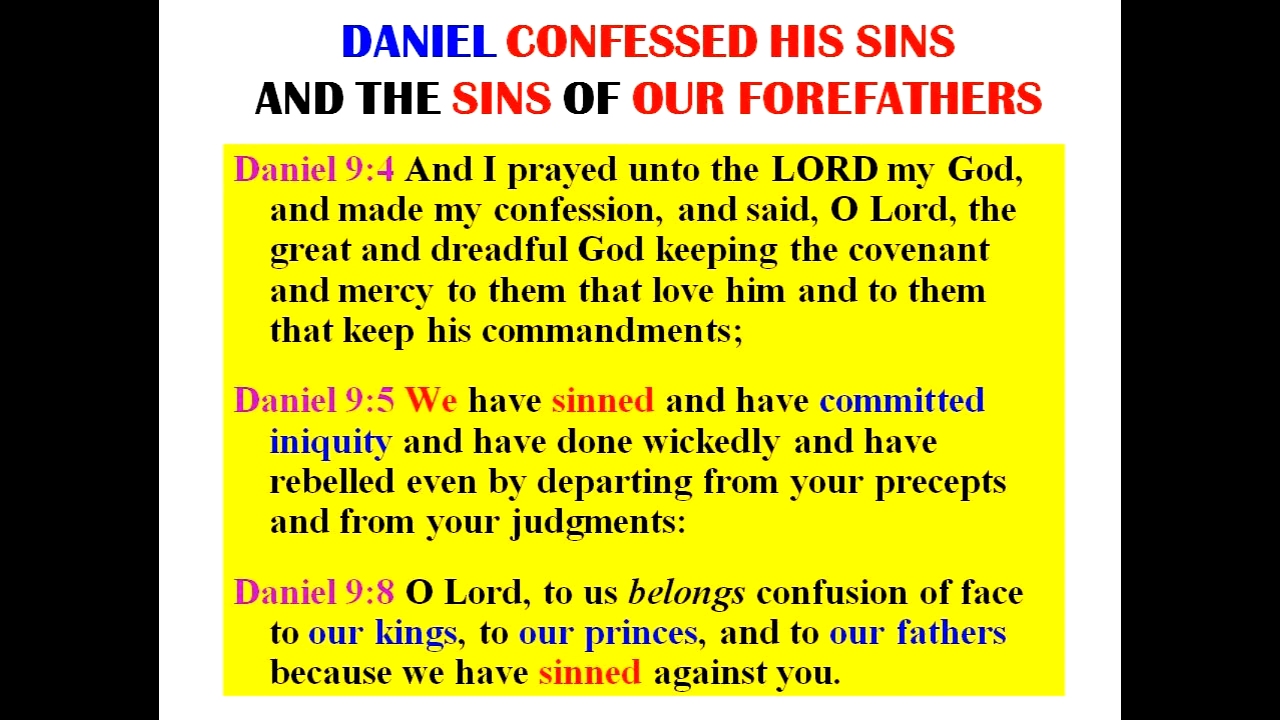 DANIEL CONFESSED HIS SINS
AND THE SINS OF OUR FOREFATHERS
Daniel 9:4 And I prayed unto the LORD my God,
and made my confession, and said, O Lord, the
great and dreadful God keeping the covenant
and mercy to them that love him and to them
that keep his commandments;
Daniel 9:5 We have sinned and have committed
iniquity and have done wickedly and have
rebelled even by departing from your precepts
and from your judgments:
Daniel 9:8 O Lord, to us belongs confusion of face
to our kings, to our princes, and to our fathers
because we have sinned against you.